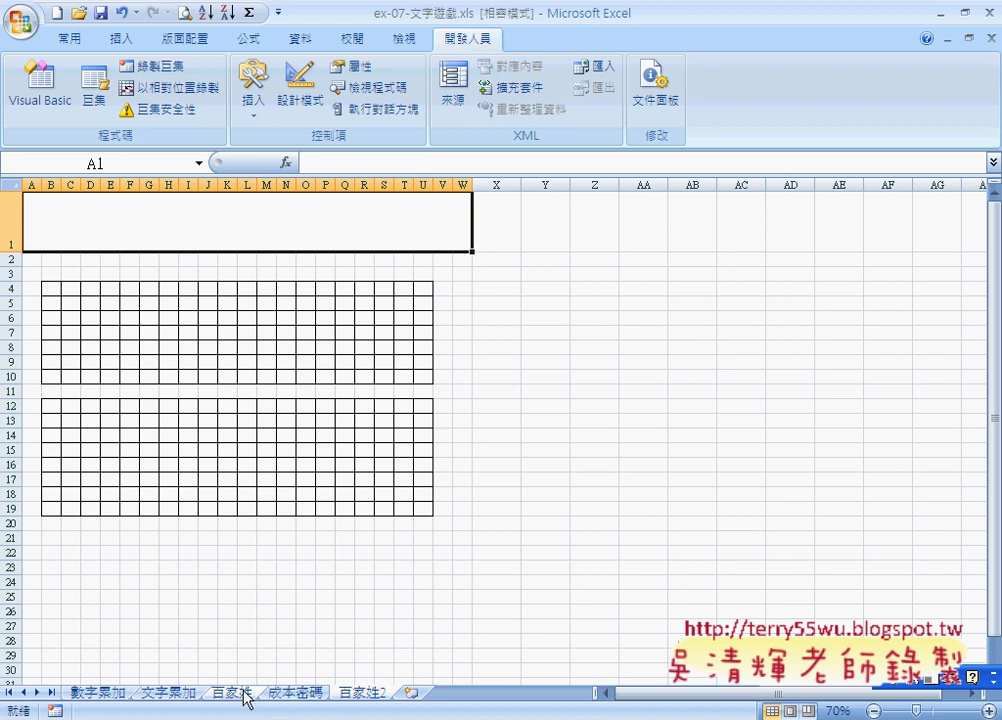 ex-07-文字遊戲.xls [相容模式] - Microsoft Excel
常用 插入 版面配置 公式 資料 校閱 檢視 開發人員
Visual Basic 巨集 錄製巨集 以相對位置錄製 巨集安全性 程式碼
插入 設計模式 屬性 檢視程式碼 執行對話方塊 控制項
來源 對應內容 擴充套件 重新整理資料 匯入 匯出 XML
文件面板 修改
A1 fx
A B C D E F G H I J K L M N O P Q R S T U V W X Y Z AA AB AC AD AE AF AG
1
2
3
4
5
6
7
8
9
10
11
12
13
14
15
16
17
18
19
20
21
22
23
24
25
26
27
28
29
30
http://terry55wu.blogspot.tw
吳清輝老師錄製
數字累加 文字累加 百家姓 成本密碼 百家姓2
就緒 70%